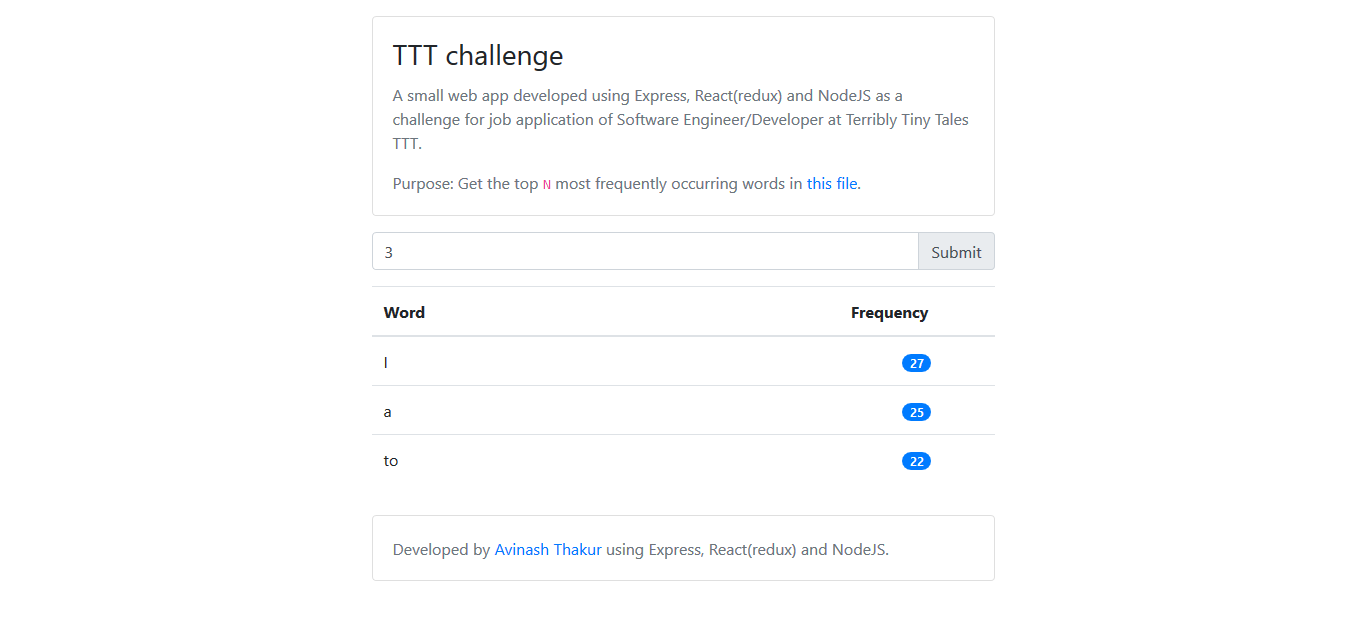 TTT challenge
A small web app developed using Express, React(redux) and NodeJS as a
challenge for job application of Software Engineer/Developer at Terribly Tiny Tales
TTT.
Purpose: Get the top N most frequently occurring words in this file.
3 Submit
Word Frequency
I 27
a 25
to 22
Developed by Avinash Thakur using Express, React(redux) and NodeJS.